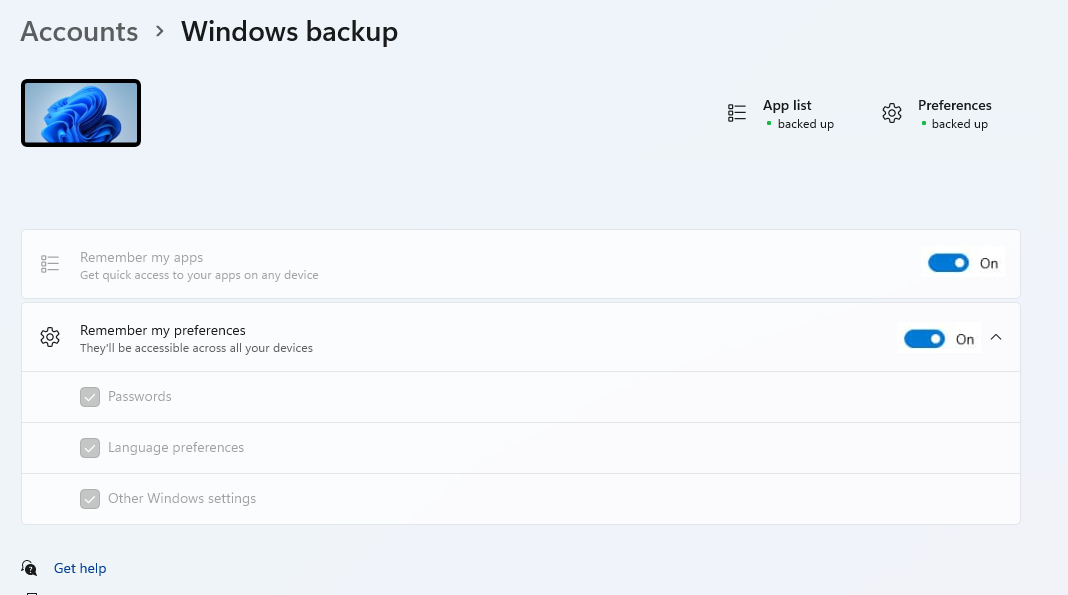 Accounts > Windows backup
App list
• backed up
Preferences
• backed up
Remember my apps
Get quick access to your apps on any device
On
Remember my preferences
They'll be accessible across all your devices
On
Passwords
Language preferences
Other Windows settings
Get help